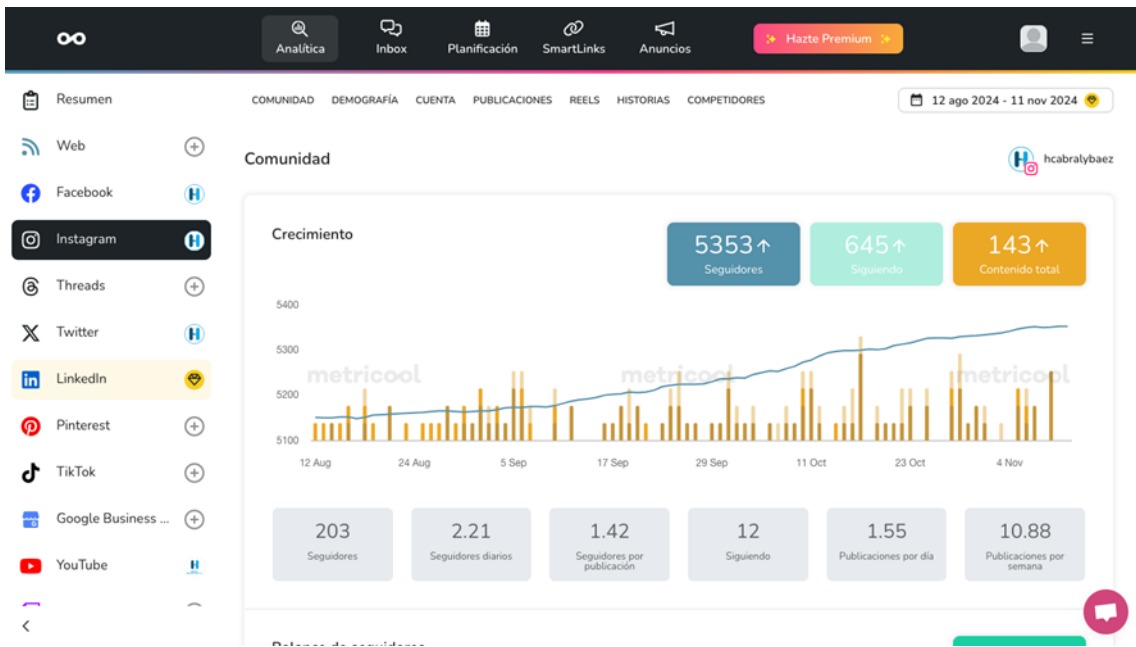 Analítica
Inbox
Planificación
SmartLinks
Anuncios
Hazte Premium
Resumen
Web
Facebook
Instagram
Threads
Twitter
LinkedIn
Pinterest
TikTok
Google Business ...
YouTube
COMUNIDAD DEMOGRAFÍA CUENTA PUBLICACIONES REELS HISTORIAS COMPETIDORES
12 ago 2024 - 11 nov 2024
Comunidad
hcabralybaez
Crecimiento
5353
Seguidores
645
Siguiendo
143
Contenido total
5400
5300
5200
5100
metricool metricool metricool
12 Aug 24 Aug 5 Sep 17 Sep 29 Sep 11 Oct 23 Oct 4 Nov
203
Seguidores
2.21
Seguidores diarios
1.42
Seguidores por
publicación
12
Siguiendo
1.55
Publicaciones por día
10.88
Publicaciones por
semana